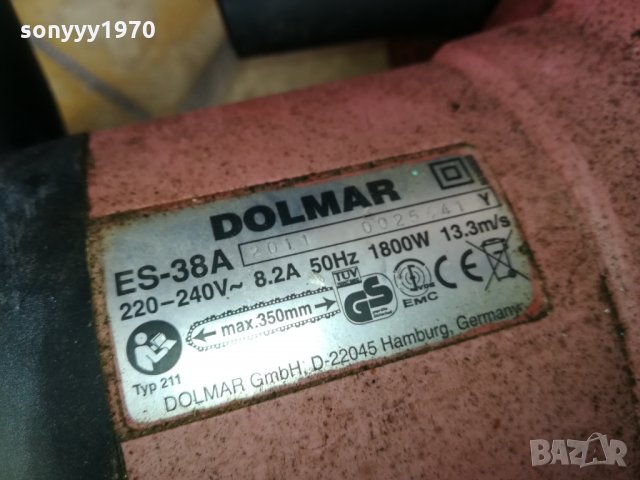 sonyyy1970
DOLMAR
ES-38A 2011 Y
220-240V~ 8.2A 50Hz 1800W 13.3m/s
max.350mm
TÜV
GS
EMC
CE
Typ 211
DOLMAR GmbH, D-22045 Hamburg, Germany
bazar